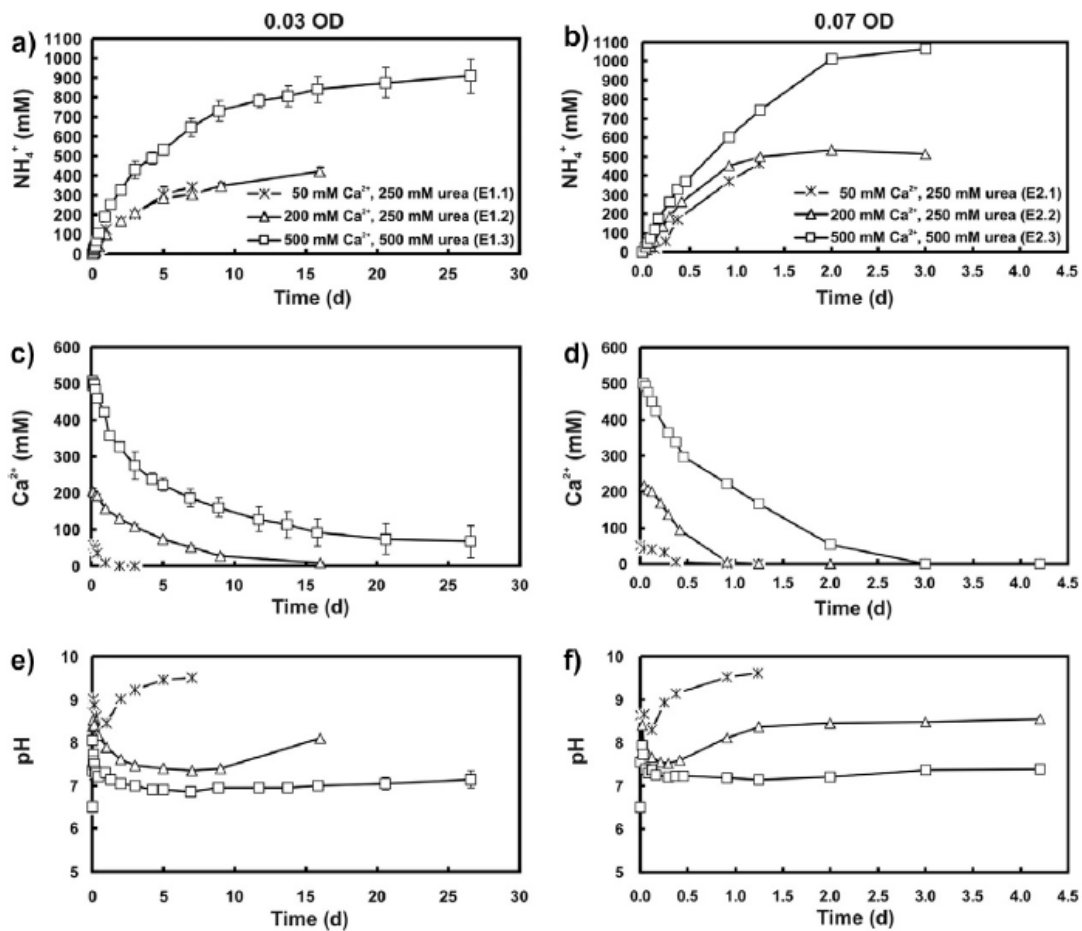 0.03 OD
0.07 OD
a)
1100
1000
900
800
700
600
500
400
300
200
100
0
NH₄⁺ (mM)
50 mM Ca²⁺, 250 mM urea (E1.1)
200 mM Ca²⁺, 250 mM urea (E1.2)
500 mM Ca²⁺, 500 mM urea (E1.3)
0 5 10 15 20 25 30
Time (d)
b)
1100
1000
900
800
700
600
500
400
300
200
100
0
NH₄⁺ (mM)
50 mM Ca²⁺, 250 mM urea (E2.1)
200 mM Ca²⁺, 250 mM urea (E2.2)
500 mM Ca²⁺, 500 mM urea (E2.3)
0.0 0.5 1.0 1.5 2.0 2.5 3.0 3.5 4.0 4.5
Time (d)
c)
600
500
400
300
200
100
0
Ca²⁺ (mM)
0 5 10 15 20 25 30
Time (d)
d)
600
500
400
300
200
100
0
Ca²⁺ (mM)
0.0 0.5 1.0 1.5 2.0 2.5 3.0 3.5 4.0 4.5
Time (d)
e)
10
9
8
7
6
5
pH
0 5 10 15 20 25 30
Time (d)
f)
10
9
8
7
6
5
pH
0.0 0.5 1.0 1.5 2.0 2.5 3.0 3.5 4.0 4.5
Time (d)